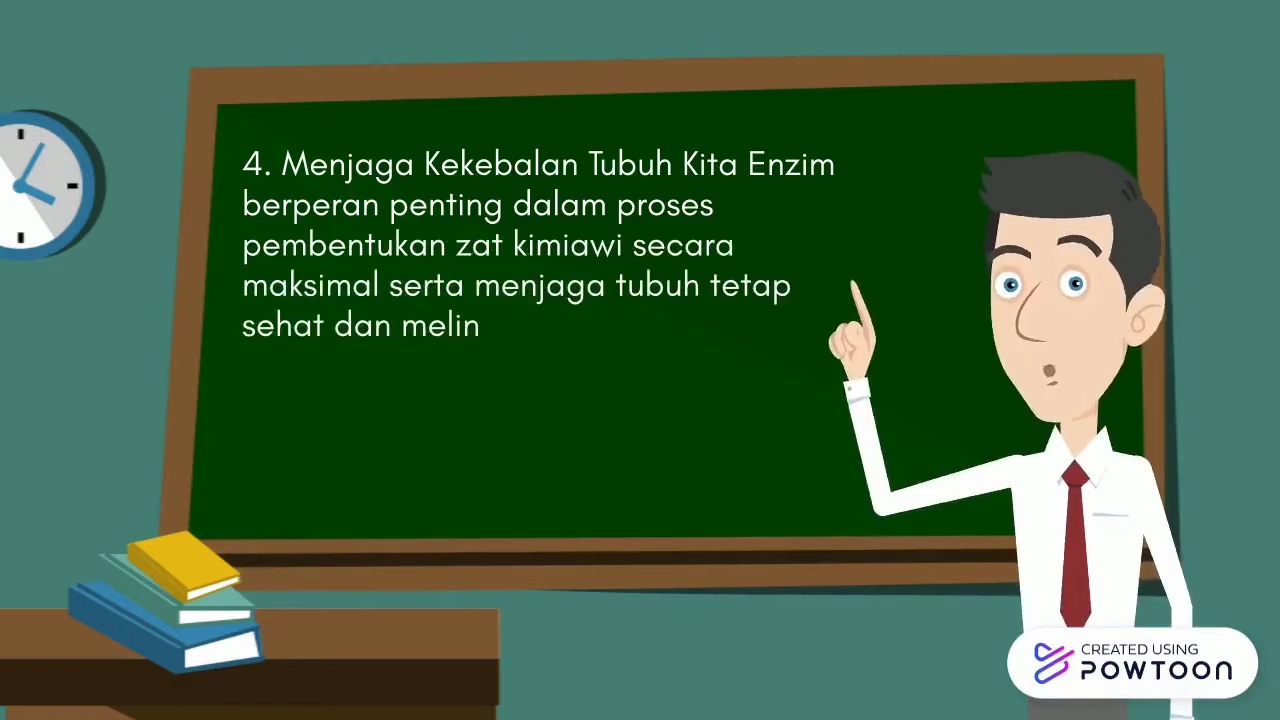 4. Menjaga Kekebalan Tubuh Kita Enzim
berperan penting dalam proses
pembentukan zat kimiawi secara
maksimal serta menjaga tubuh tetap
sehat dan melin
CREATED USING
POWTOON